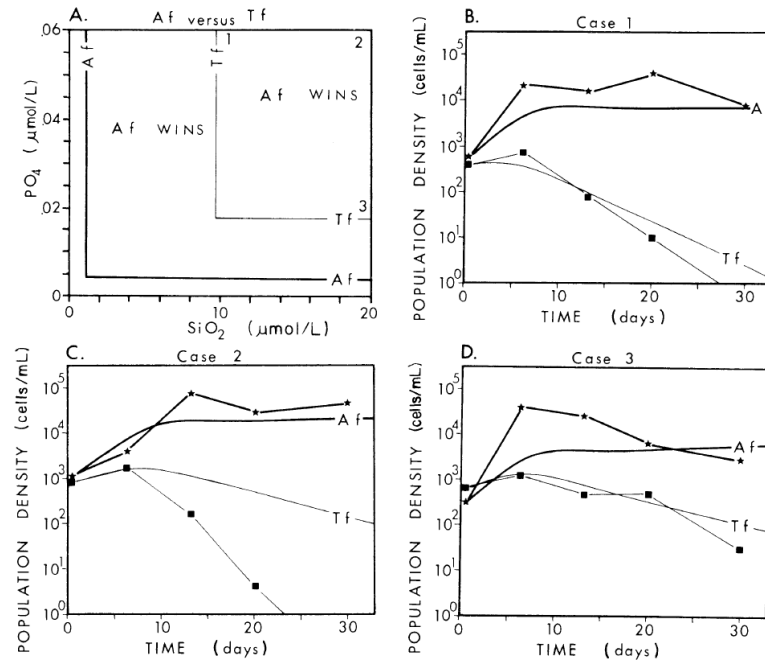 A.
Af versus Tf
.06
.04
.02
0
PO4 (μmol/L)
Af
Tf
1
2
Af WINS
Af WINS
Tf 3
Af
0
10
20
SiO2 (μmol/L)
B.
Case 1
POPULATION DENSITY (cells/mL)
10^5
10^4
10^3
10^2
10^1
10^0
A
Tf
0
10
20
30
TIME (days)
C.
Case 2
POPULATION DENSITY (cells/mL)
10^5
10^4
10^3
10^2
10^1
10^0
Af
Tf
0
10
20
30
TIME (days)
D.
Case 3
POPULATION DENSITY (cells/mL)
10^5
10^4
10^3
10^2
10^1
10^0
Af
Tf
0
10
20
30
TIME (days)